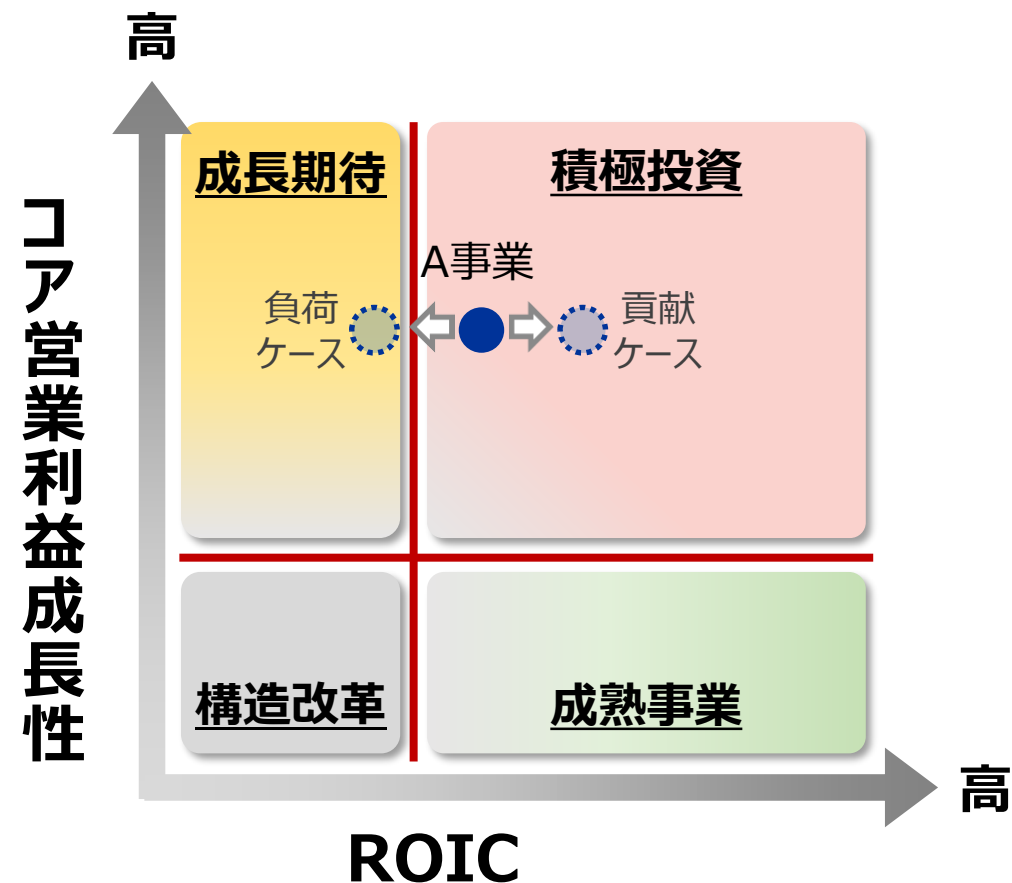 高
コア営業利益成長性
成長期待
積極投資
A事業
負荷
ケース
貢献
ケース
構造改革
成熟事業
高
ROIC